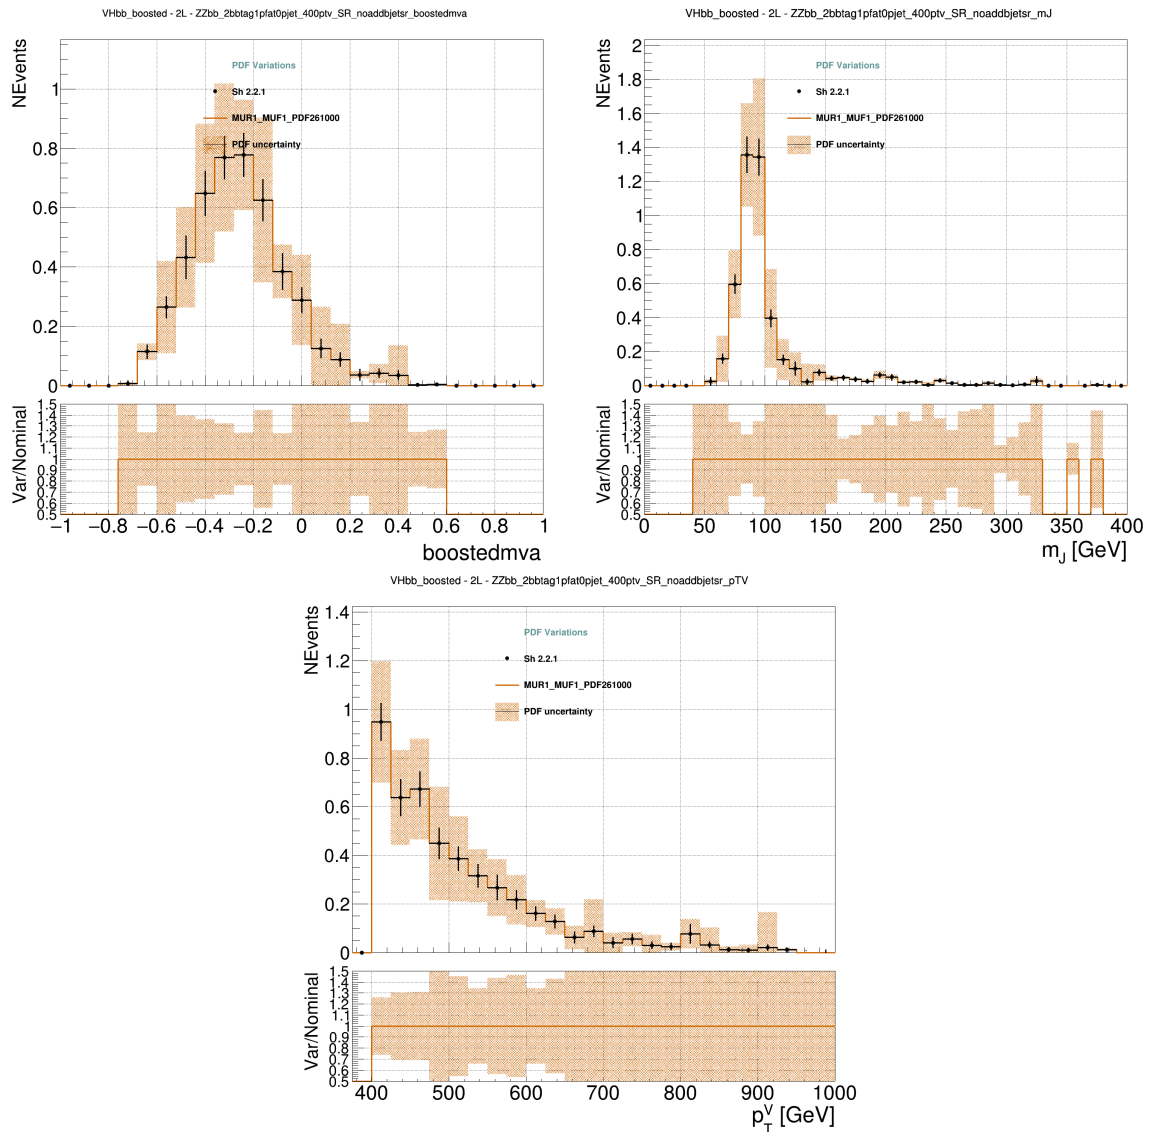 VHbb_boosted - 2L - ZZbb_2bbtag1pfat0pjet_400ptv_SR_noaddbjetsr_boostedmva
NEvents
PDF Variations
Sh 2.2.1
MUR1_MUF1_PDF261000
PDF uncertainty
1
0.8
0.6
0.4
0.2
0
Var/Nominal
1.5
1.4
1.3
1.2
1.1
1
0.9
0.8
0.7
0.6
0.5
−1 −0.8 −0.6 −0.4 −0.2 0 0.2 0.4 0.6 0.8 1
boostedmva
VHbb_boosted - 2L - ZZbb_2bbtag1pfat0pjet_400ptv_SR_noaddbjetsr_mJ
NEvents
PDF Variations
Sh 2.2.1
MUR1_MUF1_PDF261000
PDF uncertainty
2
1.8
1.6
1.4
1.2
1
0.8
0.6
0.4
0.2
0
Var/Nominal
1.5
1.4
1.3
1.2
1.1
1
0.9
0.8
0.7
0.6
0.5
0 50 100 150 200 250 300 350 400
m_J [GeV]
VHbb_boosted - 2L - ZZbb_2bbtag1pfat0pjet_400ptv_SR_noaddbjetsr_pTV
NEvents
PDF Variations
Sh 2.2.1
MUR1_MUF1_PDF261000
PDF uncertainty
1.4
1.2
1
0.8
0.6
0.4
0.2
0
Var/Nominal
1.5
1.4
1.3
1.2
1.1
1
0.9
0.8
0.7
0.6
0.5
400 500 600 700 800 900 1000
p_T^V [GeV]